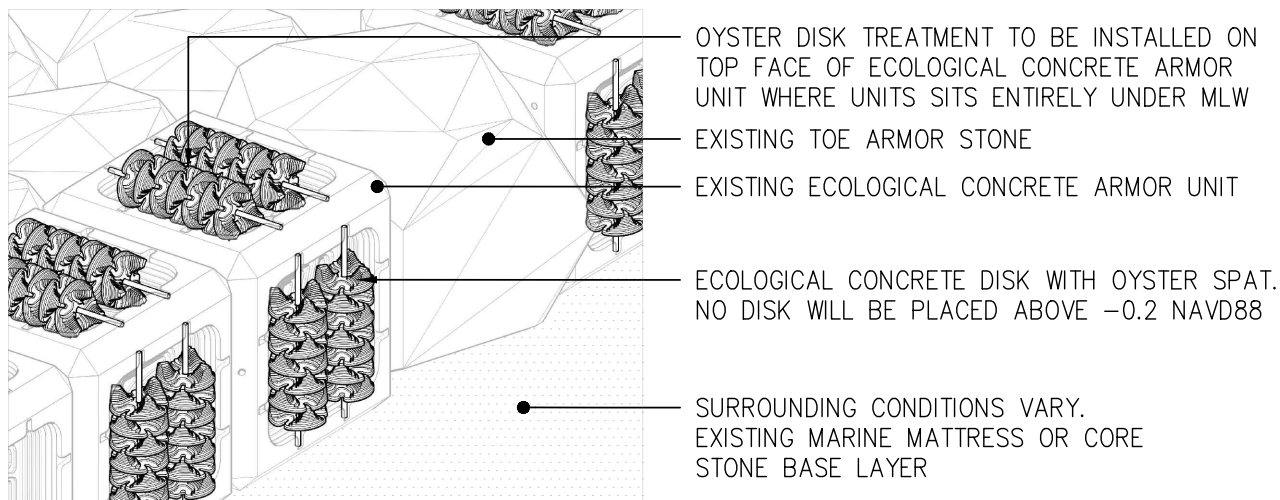 OYSTER DISK TREATMENT TO BE INSTALLED ON
TOP FACE OF ECOLOGICAL CONCRETE ARMOR
UNIT WHERE UNITS SITS ENTIRELY UNDER MLW
EXISTING TOE ARMOR STONE
EXISTING ECOLOGICAL CONCRETE ARMOR UNIT
ECOLOGICAL CONCRETE DISK WITH OYSTER SPAT.
NO DISK WILL BE PLACED ABOVE −0.2 NAVD88
SURROUNDING CONDITIONS VARY.
EXISTING MARINE MATTRESS OR CORE
STONE BASE LAYER